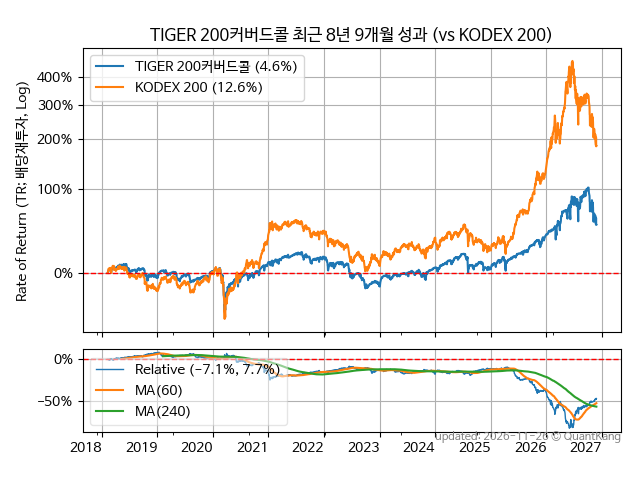 TIGER 200커버드콜 최근 8년 9개월 성과 (vs KODEX 200)
Rate of Return (TR: 배당재투자, Log)
400%
300%
200%
100%
0%
TIGER 200커버드콜 (4.6%)
KODEX 200 (12.6%)
0%
−50%
Relative (−7.1%, 7.7%)
MA(60)
MA(240)
2018
2019
2020
2021
2022
2023
2024
2025
2026
2027
updated: 2026−11−26 © QuantKang